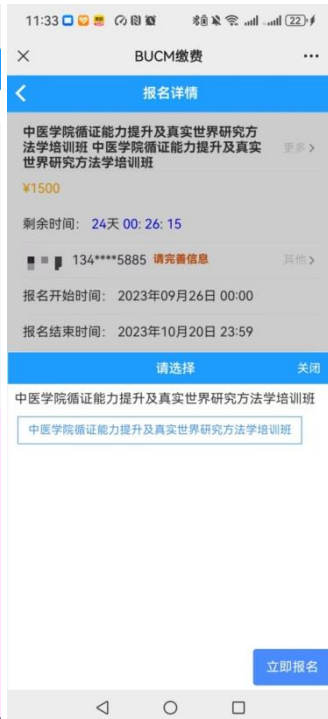 11:33
22
BUCM缴费
报名详情
中医学院循证能力提升及真实世界研究方
法学培训班 中医学院循证能力提升及真实
世界研究方法学培训班
更多
¥1500
剩余时间: 24天 00: 26: 15
134****5885 请完善信息 其他
报名开始时间: 2023年09月26日 00:00
报名结束时间: 2023年10月20日 23:59
请选择 关闭
中医学院循证能力提升及真实世界研究方法学培训班
中医学院循证能力提升及真实世界研究方法学培训班
立即报名